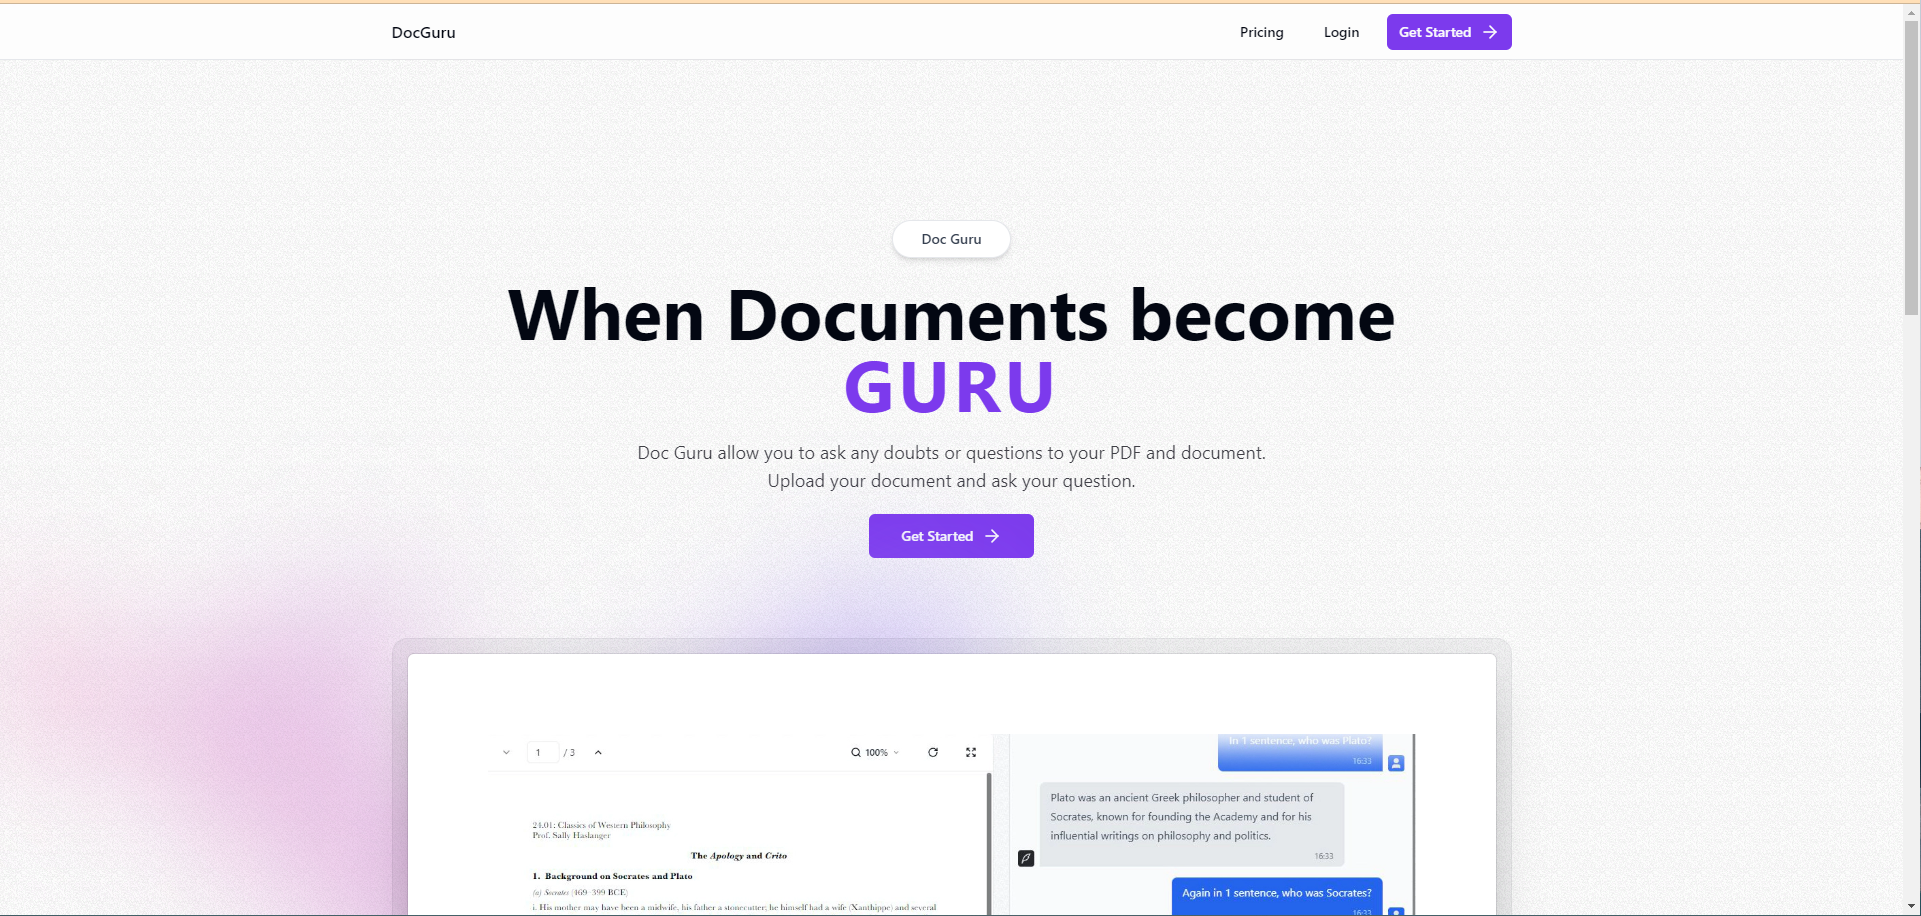 DocGuru
Pricing
Login
Get Started
Doc Guru
When Documents become
GURU
Doc Guru allow you to ask any doubts or questions to your PDF and document.
Upload your document and ask your question.
Get Started
1 / 3
100%
24.01: Classics of Western Philosophy
Prof. Sally Haslanger
The Apology and Crito
1. Background on Socrates and Plato
(a) Socrates (469-399 BCE)
i. His mother may have been a midwife, his father a stonecutter; he himself had a wife (Xanthippe) and several
In 1 sentence, who was Plato?
16:33
Plato was an ancient Greek philosopher and student of
Socrates, known for founding the Academy and for his
influential writings on philosophy and politics.
16:33
Again in 1 sentence, who was Socrates?
16:33